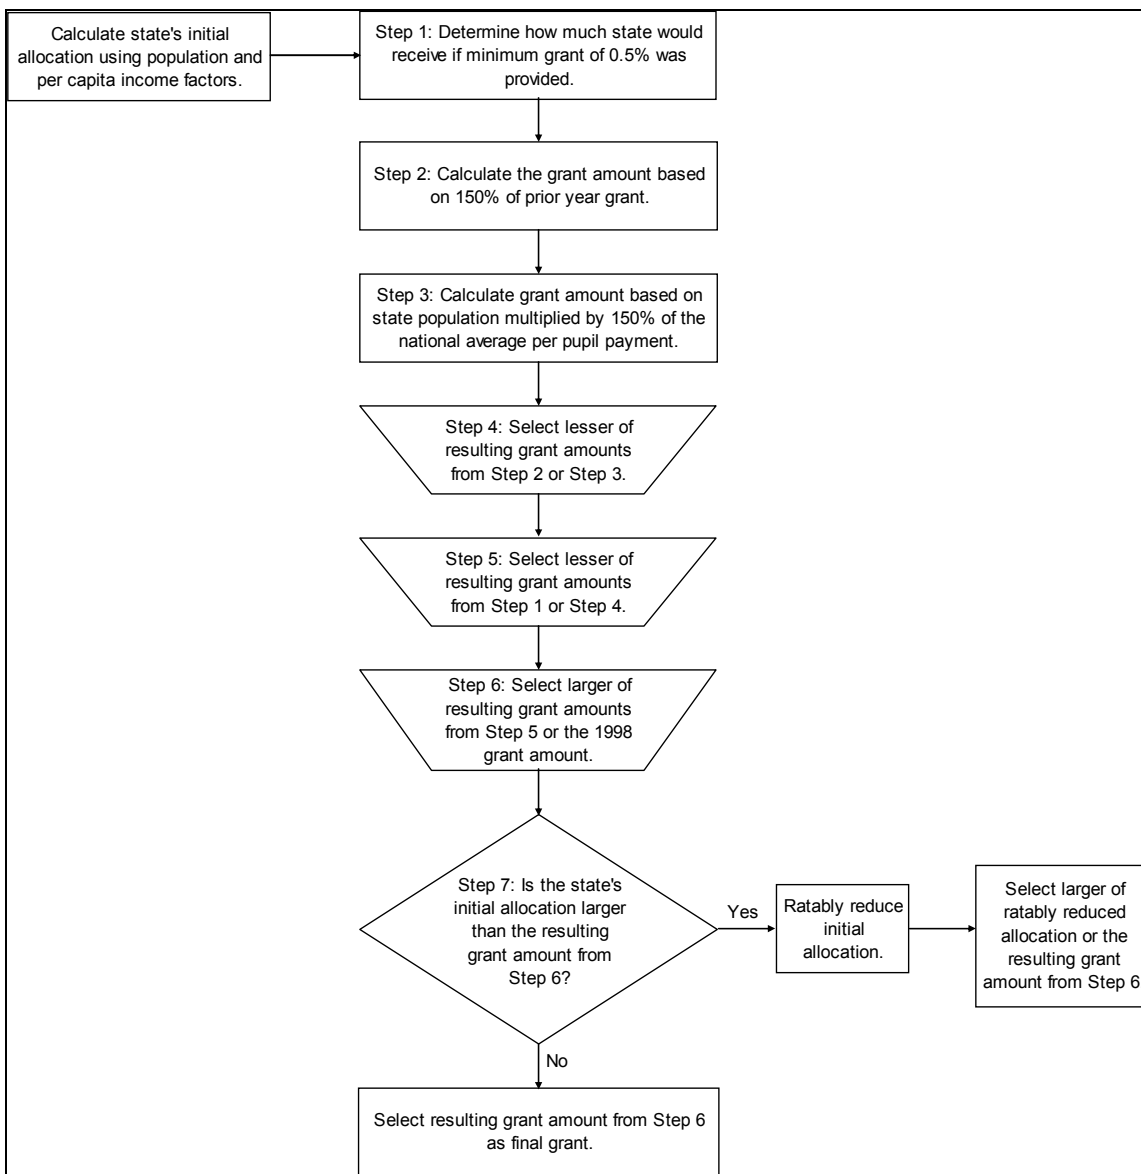 Calculate state's initial
allocation using population and
per capita income factors.
Step 1: Determine how much state would
receive if minimum grant of 0.5% was
provided.
Step 2: Calculate the grant amount based
on 150% of prior year grant.
Step 3: Calculate grant amount based on
state population multiplied by 150% of the
national average per pupil payment.
Step 4: Select lesser of
resulting grant amounts
from Step 2 or Step 3.
Step 5: Select lesser of
resulting grant amounts
from Step 1 or Step 4.
Step 6: Select larger of
resulting grant amounts
from Step 5 or the 1998
grant amount.
Step 7: Is the state's
initial allocation larger
than the resulting
grant amount from
Step 6?
Yes
Ratably reduce
initial
allocation.
Select larger of
ratably reduced
allocation or the
resulting grant
amount from Step 6
No
Select resulting grant amount from Step 6
as final grant.